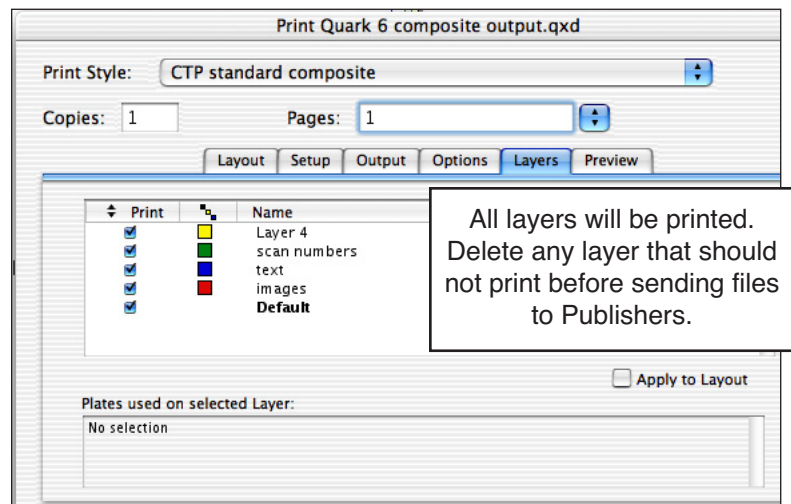 Print Quark 6 composite output.qxd
Print Style: CTP standard composite
Copies: 1 Pages: 1
Layout Setup Output Options Layers Preview
Print Name
Layer 4
scan numbers
text
images
Default
All layers will be printed.
Delete any layer that should
not print before sending files
to Publishers.
Apply to Layout
Plates used on selected Layer:
No selection